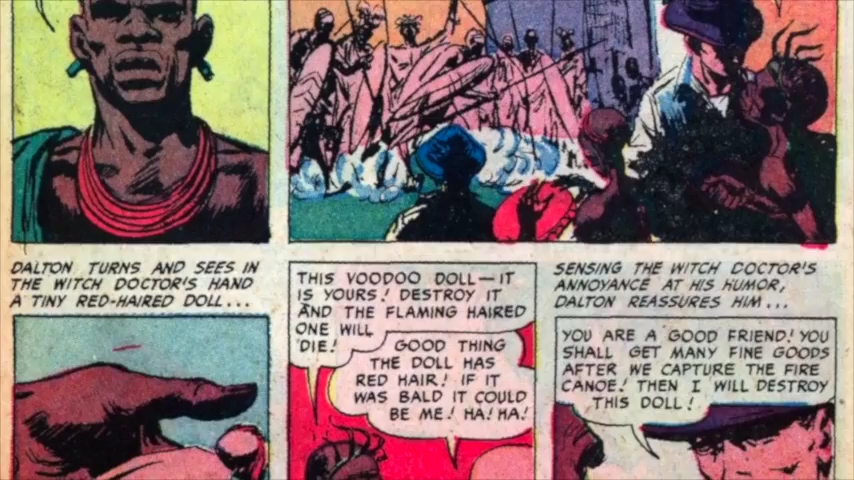 DALTON TURNS AND SEES IN
THE WITCH DOCTOR'S HAND
A TINY RED-HAIRED DOLL...
THIS VOODOO DOLL—IT
IS YOURS! DESTROY IT
AND THE FLAMING HAIRED
ONE WILL
'DIE!
GOOD THING
THE DOLL HAS
RED HAIR! IF IT
WAS BALD IT COULD
BE ME! HA! HA!
SENSING THE WITCH DOCTOR'S
ANNOYANCE AT HIS HUMOR,
DALTON REASSURES HIM...
YOU ARE A GOOD FRIEND! YOU
SHALL GET MANY FINE GOODS
AFTER WE CAPTURE THE FIRE
CANOE! THEN I WILL DESTROY
THIS DOLL!